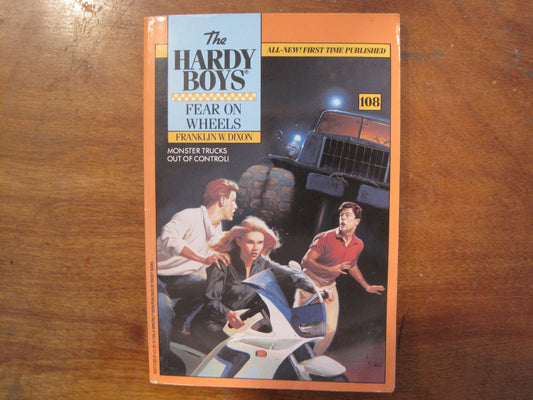 The
HARDY
BOYS®
FEAR ON
WHEELS
FRANKLIN W. DIXON
ALL-NEW! FIRST TIME PUBLISHED
108
MONSTER TRUCKS
OUT OF CONTROL!